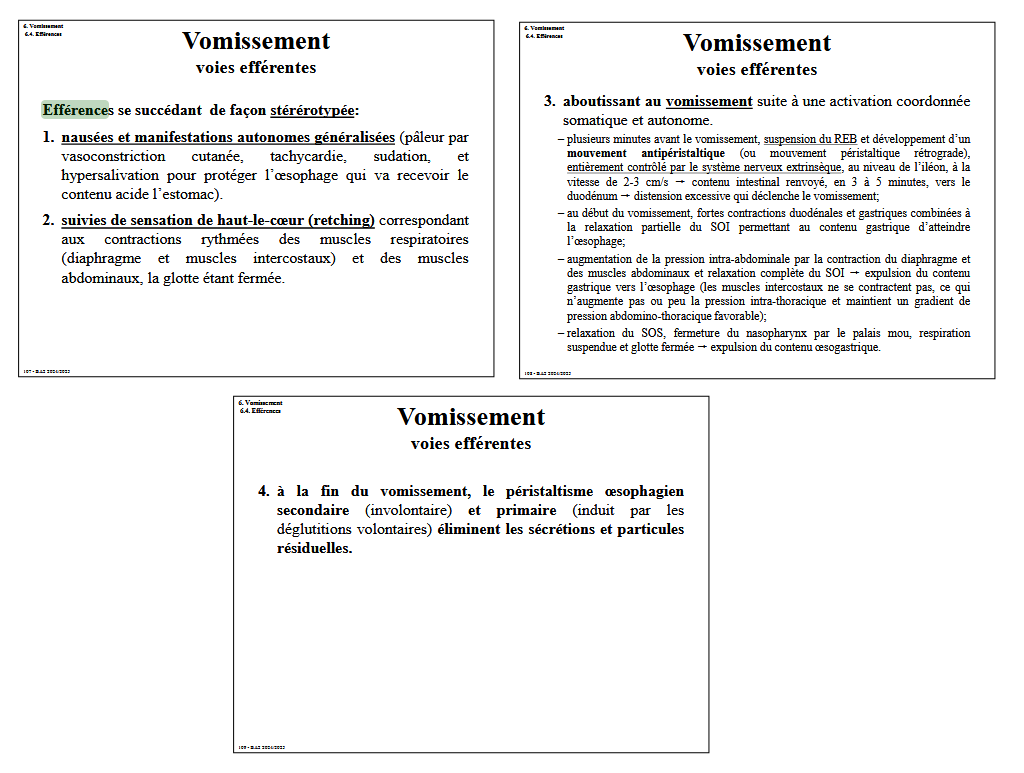 6. Vomissement
6.4. Efférences
Vomissement
voies efférentes
Efférences se succédant de façon stérérotypée:
1. nausées et manifestations autonomes généralisées (pâleur par
vasoconstriction cutanée, tachycardie, sudation, et
hypersalivation pour protéger l’œsophage qui va recevoir le
contenu acide l’estomac).
2. suivies de sensation de haut-le-cœur (retching) correspondant
aux contractions rythmées des muscles respiratoires
(diaphragme et muscles intercostaux) et des muscles
abdominaux, la glotte étant fermée.
107 - BA2 2024/2025
6. Vomissement
6.4. Efférences
Vomissement
voies efférentes
3. aboutissant au vomissement suite à une activation coordonnée
somatique et autonome.
– plusieurs minutes avant le vomissement, suspension du REB et développement d’un
mouvement antipéristaltique (ou mouvement péristaltique rétrograde),
entièrement contrôlé par le système nerveux extrinsèque, au niveau de l’iléon, à la
vitesse de 2-3 cm/s → contenu intestinal renvoyé, en 3 à 5 minutes, vers le
duodénum → distension excessive qui déclenche le vomissement;
– au début du vomissement, fortes contractions duodénales et gastriques combinées à
la relaxation partielle du SOI permettant au contenu gastrique d’atteindre
l’œsophage;
– augmentation de la pression intra-abdominale par la contraction du diaphragme et
des muscles abdominaux et relaxation complète du SOI → expulsion du contenu
gastrique vers l’œsophage (les muscles intercostaux ne se contractent pas, ce qui
n’augmente pas ou peu la pression intra-thoracique et maintient un gradient de
pression abdomino-thoracique favorable);
– relaxation du SOS, fermeture du nasopharynx par le palais mou, respiration
suspendue et glotte fermée → expulsion du contenu œsogastrique.
108 - BA2 2024/2025
6. Vomissement
6.4. Efférences
Vomissement
voies efférentes
4. à la fin du vomissement, le péristaltisme œsophagien
secondaire (involontaire) et primaire (induit par les
déglutitions volontaires) éliminent les sécrétions et particules
résiduelles.
109 - BA2 2024/2025